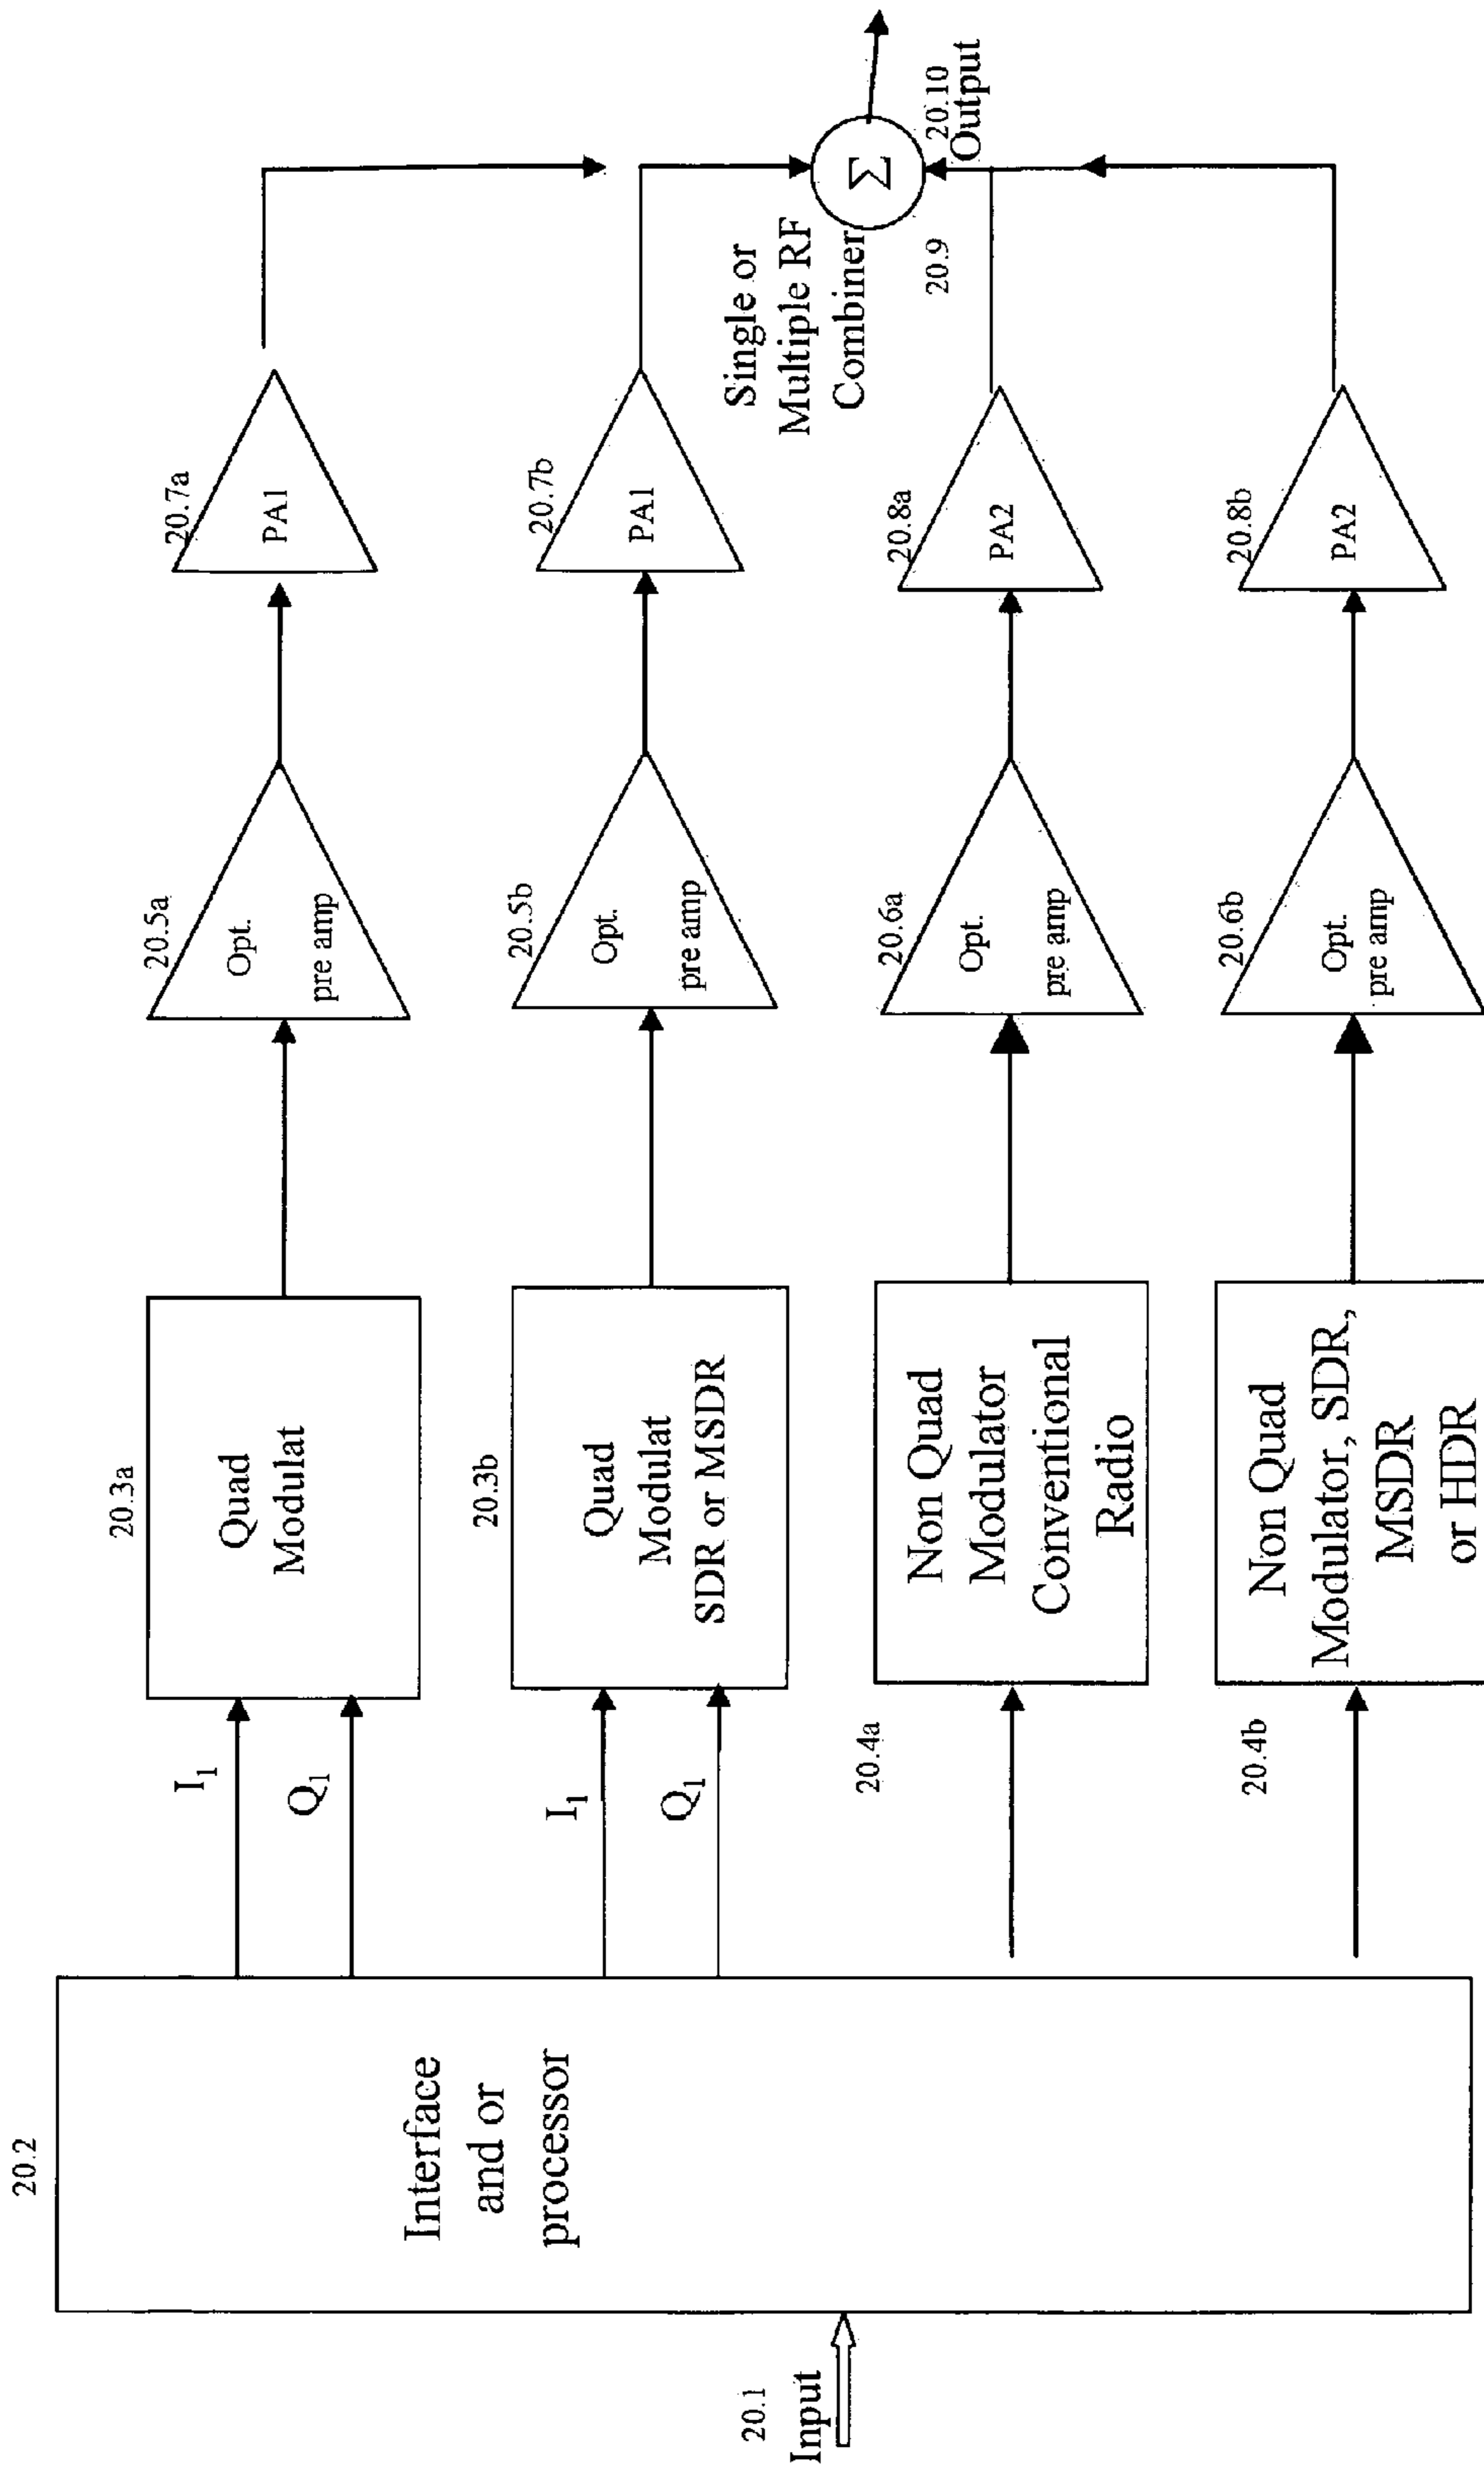 20.1
Input
20.2
Interface
and or
processor
I1
Q1
20.3a
Quad
Modulat
20.5a
Opt.
pre amp
20.7a
PA1
I1
Q1
20.3b
Quad
Modulat
SDR or MSDR
20.5b
Opt.
pre amp
20.7b
PA1
Single or
Multiple RF
Combiner
Σ
20.9
20.10
Output
20.4a
Non Quad
Modulator
Conventional
Radio
20.6a
Opt.
pre amp
20.8a
PA2
20.4b
Non Quad
Modulator, SDR,
MSDR
or HDR
20.6b
Opt.
pre amp
20.8b
PA2